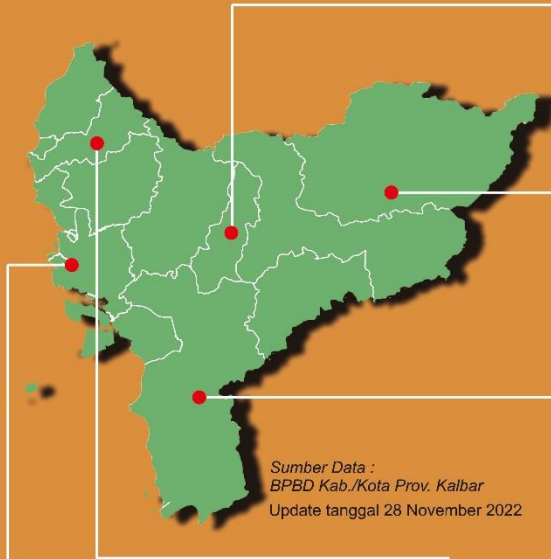 Sumber Data :
BPBD Kab./Kota Prov. Kalbar
Update tanggal 28 November 2022